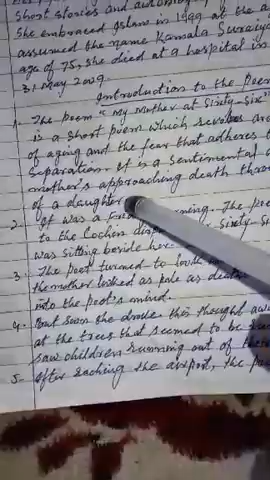 short stories and autobiography
she embraced Islam in 1999 at the a
assumed the name Kamala Suraiya
age of 75, she died at a hospital in
31 May 2009.
Introduction to the poem
1. The poem "My Mother at Sixty-six"
is a short poem which revolves aro
of aging and the fear that adheres
separation. It is a sentimental
mother's approaching death thro
of a daughter
2. It was a Frid ning. The poe
to the Cochin Sixty-si
was sitting beside her.
3. The poet turned to
the mother looked as pale as
into the poet's mind.
4. But soon she drove this thought aw
at the trees that seemed to be
saw children running out of their
5. after reaching the airport, the po